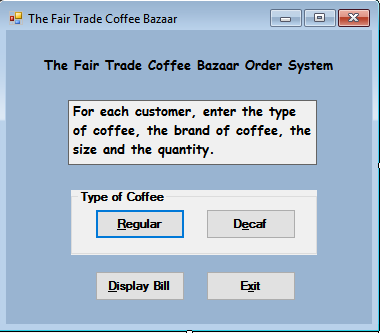 The Fair Trade Coffee Bazaar
The Fair Trade Coffee Bazaar Order System
For each customer, enter the type
of coffee, the brand of coffee, the
size and the quantity.
Type of Coffee
Regular Decaf
Display Bill Exit